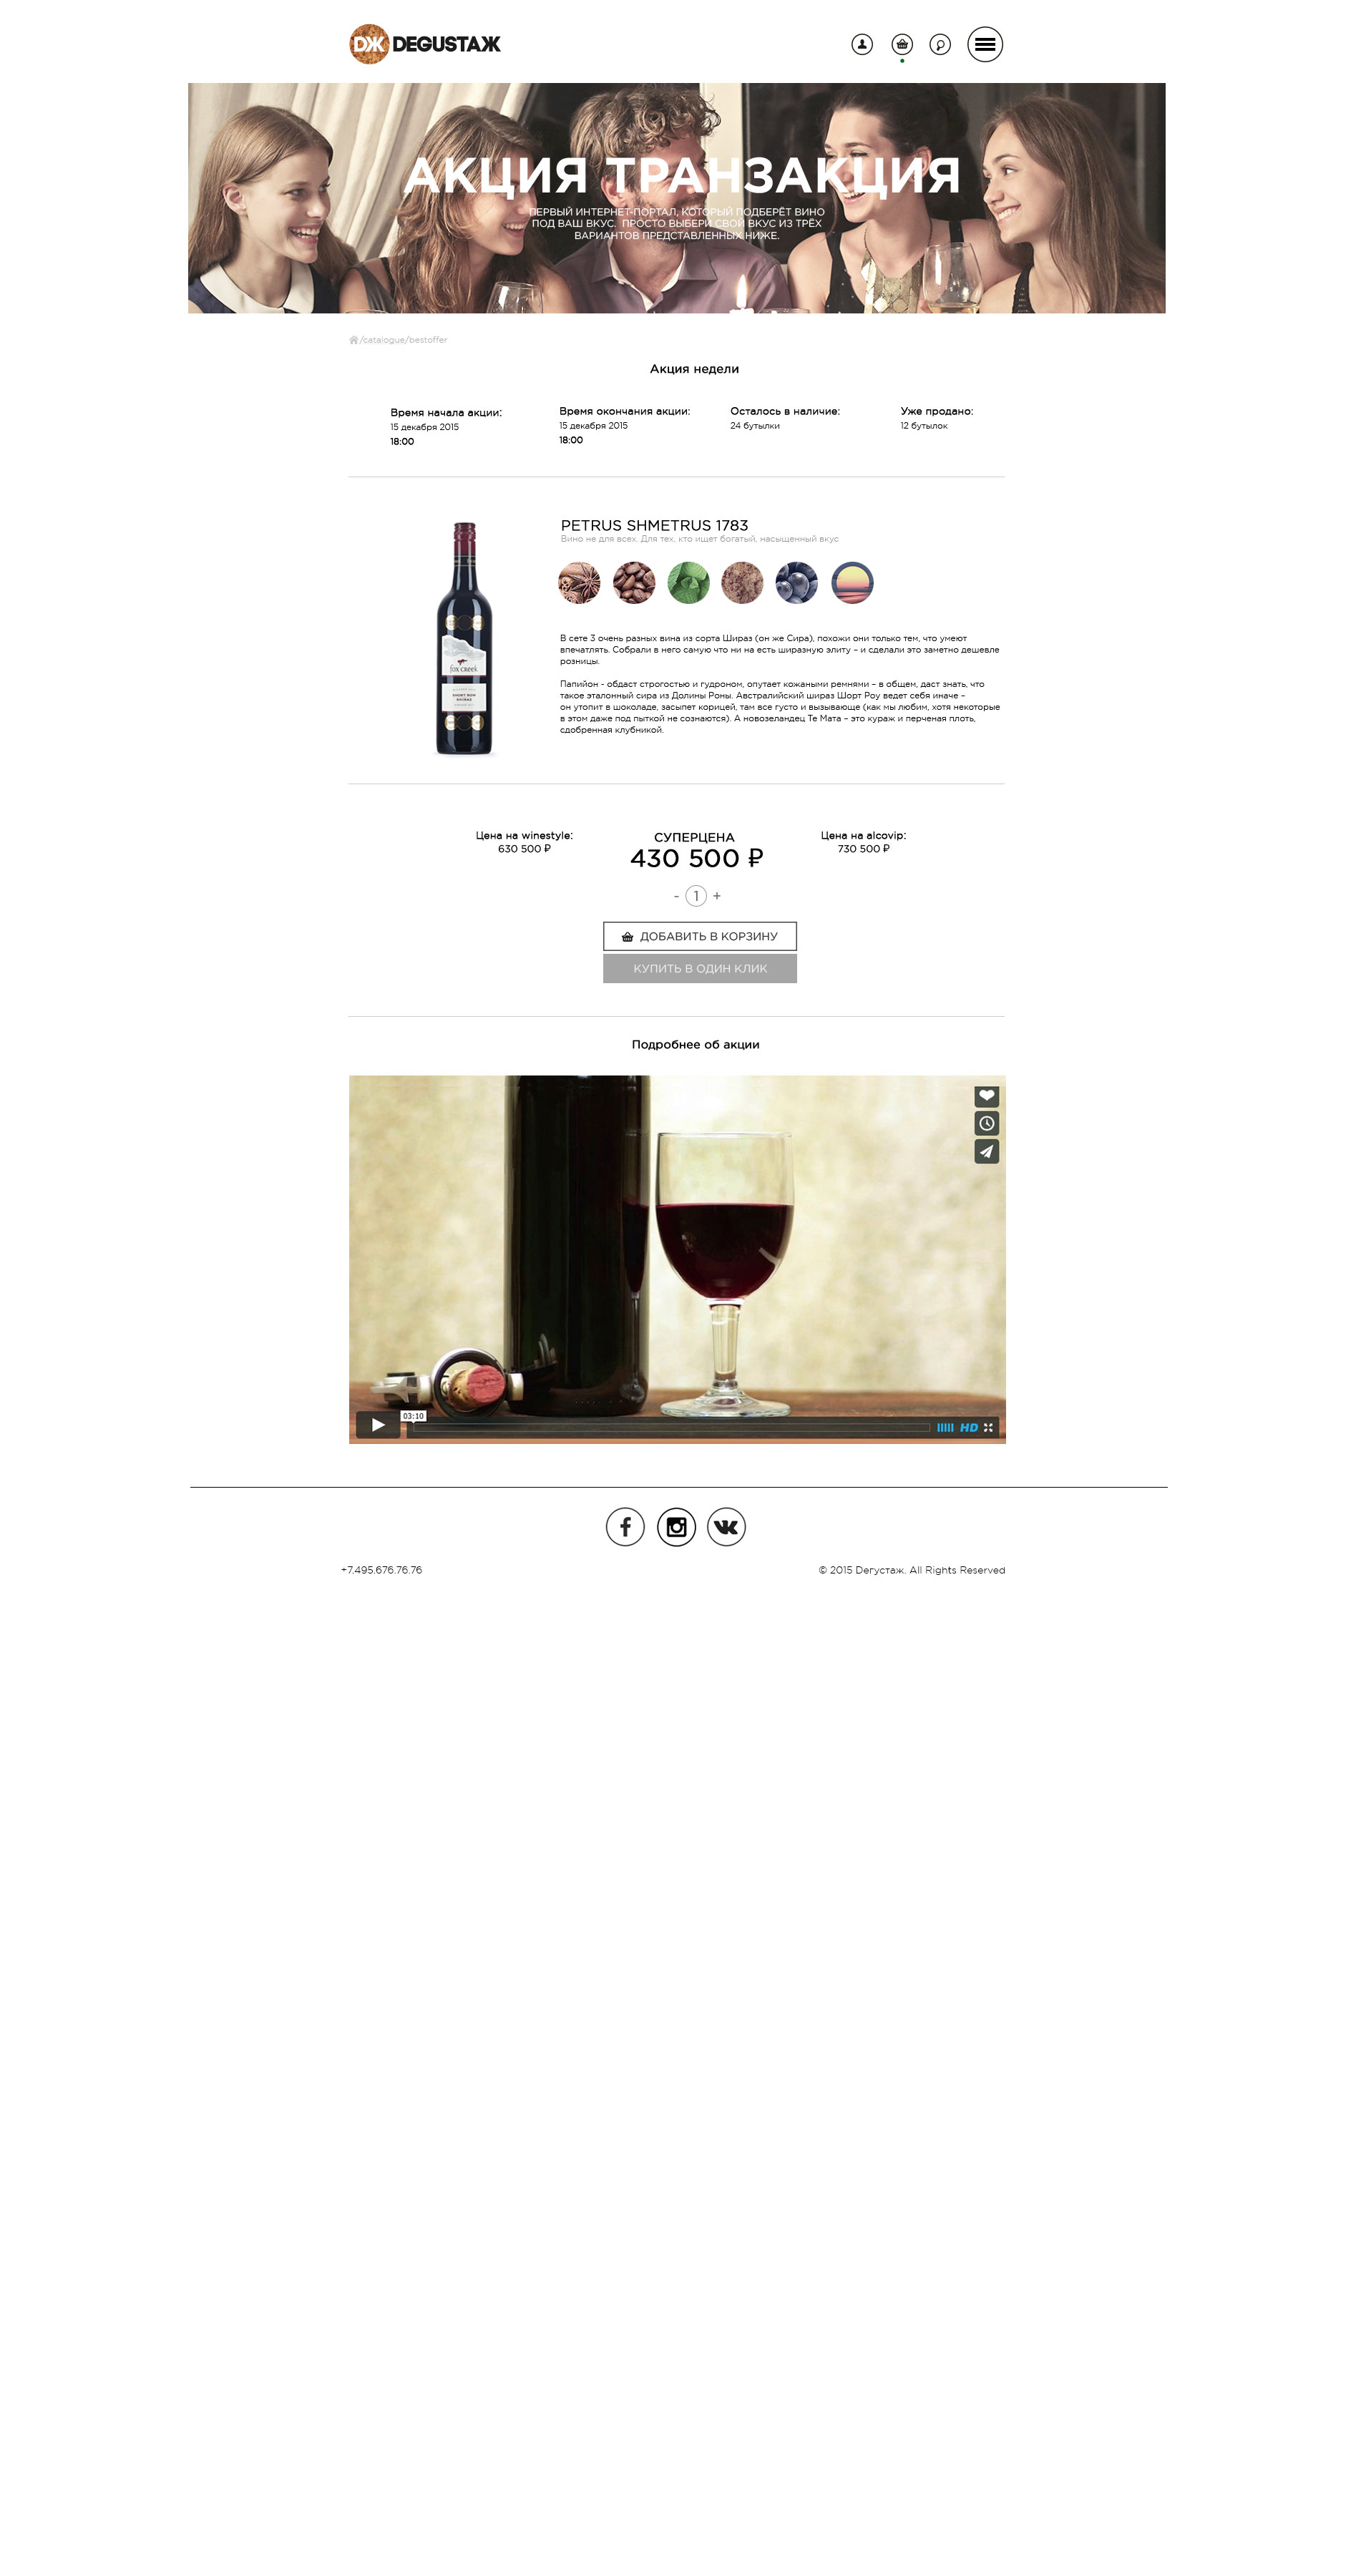 DЖ DEGUSTAЖ
АКЦИЯ ТРАНЗАКЦИЯ
ПЕРВЫЙ ИНТЕРНЕТ-ПОРТАЛ, КОТОРЫЙ ПОДБЕРЁТ ВИНО
ПОД ВАШ ВКУС. ПРОСТО ВЫБЕРИ СВОЙ ВКУС ИЗ ТРЁХ
ВАРИАНТОВ ПРЕДСТАВЛЕННЫХ НИЖЕ.
/catalogue/bestoffer
Акция недели
Время начала акции:
15 декабря 2015
18:00
Время окончания акции:
15 декабря 2015
18:00
Осталось в наличие:
24 бутылки
Уже продано:
12 бутылок
PETRUS SHMETRUS 1783
Вино не для всех. Для тех, кто ищет богатый, насыщенный вкус
fox creek
SHORT ROW
SHIRAZ
В сете 3 очень разных вина из сорта Шираз (он же Сира), похожи они только тем, что умеют
впечатлять. Собрали в него самую что ни на есть ширазную элиту – и сделали это заметно дешевле
розницы.
Папийон - обдаст строгостью и гудроном, опутает кожаными ремнями – в общем, даст знать, что
такое эталонный сира из Долины Роны. Австралийский шираз Шорт Роу ведет себя иначе –
он утопит в шоколаде, засыпет корицей, там все густо и вызывающе (как мы любим, хотя некоторые
в этом даже под пыткой не сознаются). А новозеландец Те Мата – это кураж и перченая плоть,
сдобренная клубникой.
Цена на winestyle:
630 500 ₽
СУПЕРЦЕНА
430 500 ₽
Цена на alcovip:
730 500 ₽
- 1 +
ДОБАВИТЬ В КОРЗИНУ
КУПИТЬ В ОДИН КЛИК
Подробнее об акции
03:10
HD
+7.495.676.76.76
© 2015 Dегустаж. All Rights Reserved